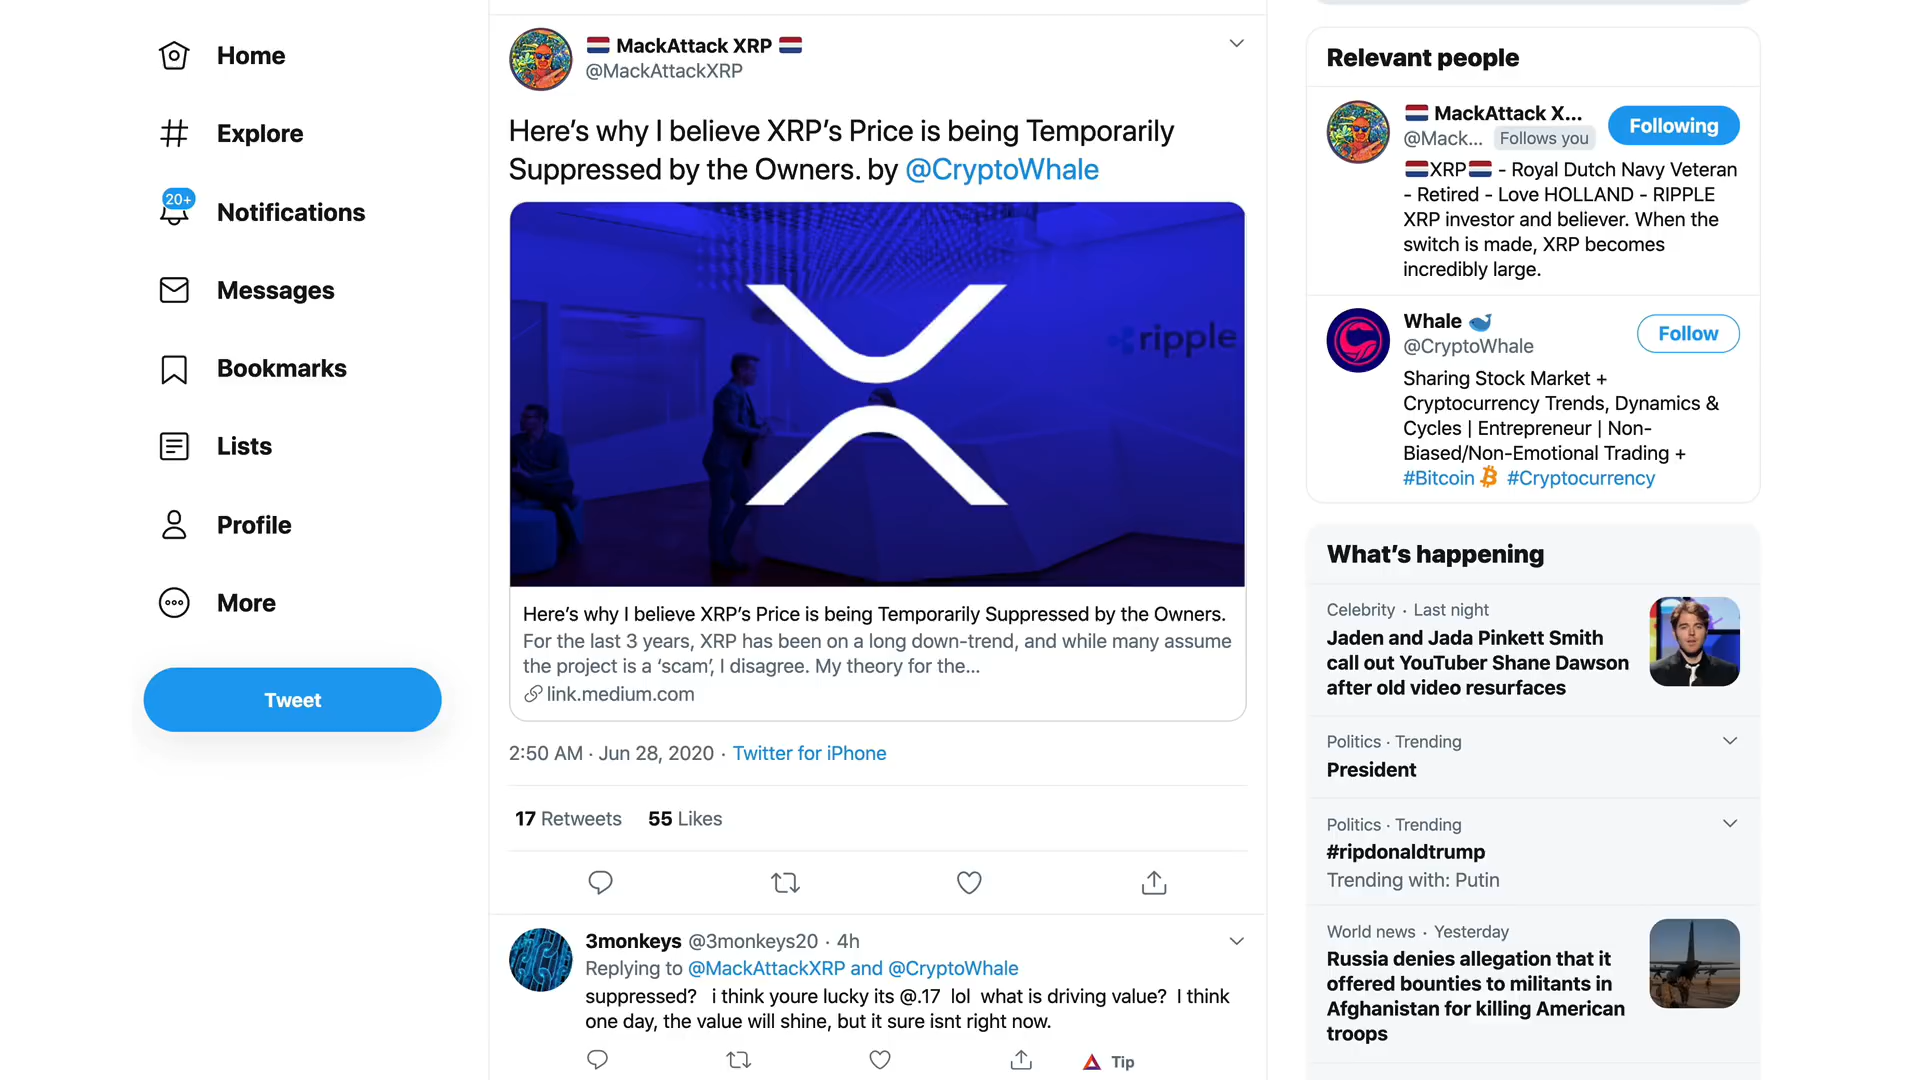 Home
Explore
20+
Notifications
Messages
Bookmarks
Lists
Profile
More
Tweet
MackAttack XRP
@MackAttackXRP
Here's why I believe XRP's Price is being Temporarily
Suppressed by the Owners. by @CryptoWhale
ripple
Here's why I believe XRP's Price is being Temporarily Suppressed by the Owners.
For the last 3 years, XRP has been on a long down-trend, and while many assume
the project is a 'scam', I disagree. My theory for the...
link.medium.com
2:50 AM · Jun 28, 2020 · Twitter for iPhone
17 Retweets 55 Likes
3monkeys @3monkeys20 · 4h
Replying to @MackAttackXRP and @CryptoWhale
suppressed? i think youre lucky its @.17 lol what is driving value? I think
one day, the value will shine, but it sure isnt right now.
Tip
Relevant people
MackAttack X...
@Mack... Follows you
Following
XRP - Royal Dutch Navy Veteran
- Retired - Love HOLLAND - RIPPLE
XRP investor and believer. When the
switch is made, XRP becomes
incredibly large.
Whale
@CryptoWhale
Follow
Sharing Stock Market +
Cryptocurrency Trends, Dynamics &
Cycles | Entrepreneur | Non-
Biased/Non-Emotional Trading +
#Bitcoin #Cryptocurrency
What's happening
Celebrity · Last night
Jaden and Jada Pinkett Smith
call out YouTuber Shane Dawson
after old video resurfaces
Politics · Trending
President
Politics · Trending
#ripdonaldtrump
Trending with: Putin
World news · Yesterday
Russia denies allegation that it
offered bounties to militants in
Afghanistan for killing American
troops